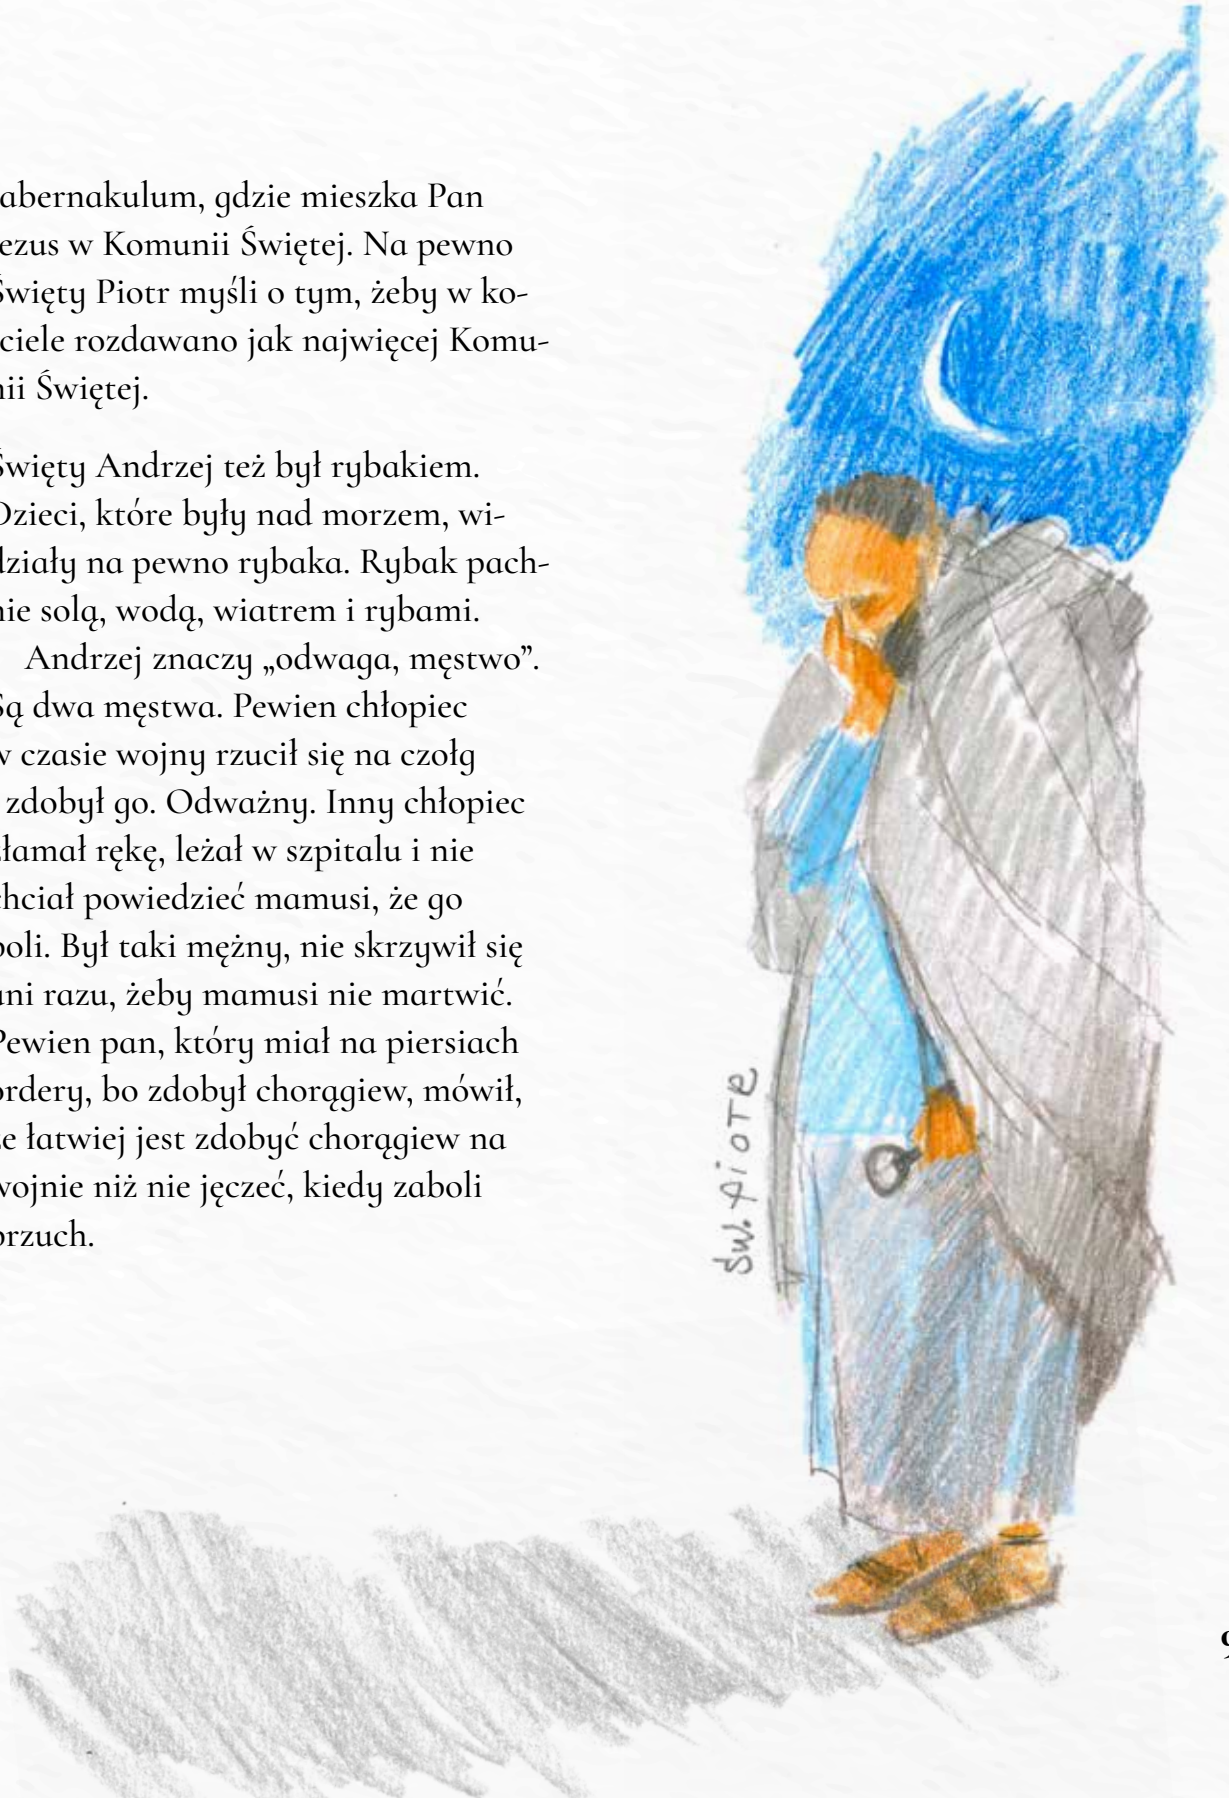 abernakulum, gdzie mieszka Pan
ezus w Komunii Świętej. Na pewno
Święty Piotr myśli o tym, żeby w ko-
ciele rozdawano jak najwięcej Komu-
nii Świętej.
Święty Andrzej też był rybakiem.
Dzieci, które były nad morzem, wi-
działy na pewno rybaka. Rybak pach-
nie solą, wodą, wiatrem i rybami.
Andrzej znaczy „odwaga, męstwo”.
Są dwa męstwa. Pewien chłopiec
w czasie wojny rzucił się na czołg
zdobył go. Odważny. Inny chłopiec
złamał rękę, leżał w szpitalu i nie
chciał powiedzieć mamusi, że go
boli. Był taki mężny, nie skrzywił się
ani razu, żeby mamusi nie martwić.
Pewien pan, który miał na piersiach
ordery, bo zdobył chorągiew, mówił,
że łatwiej jest zdobyć chorągiew na
wojnie niż nie jęczeć, kiedy zaboli
brzuch.
Św. PiOTR
9